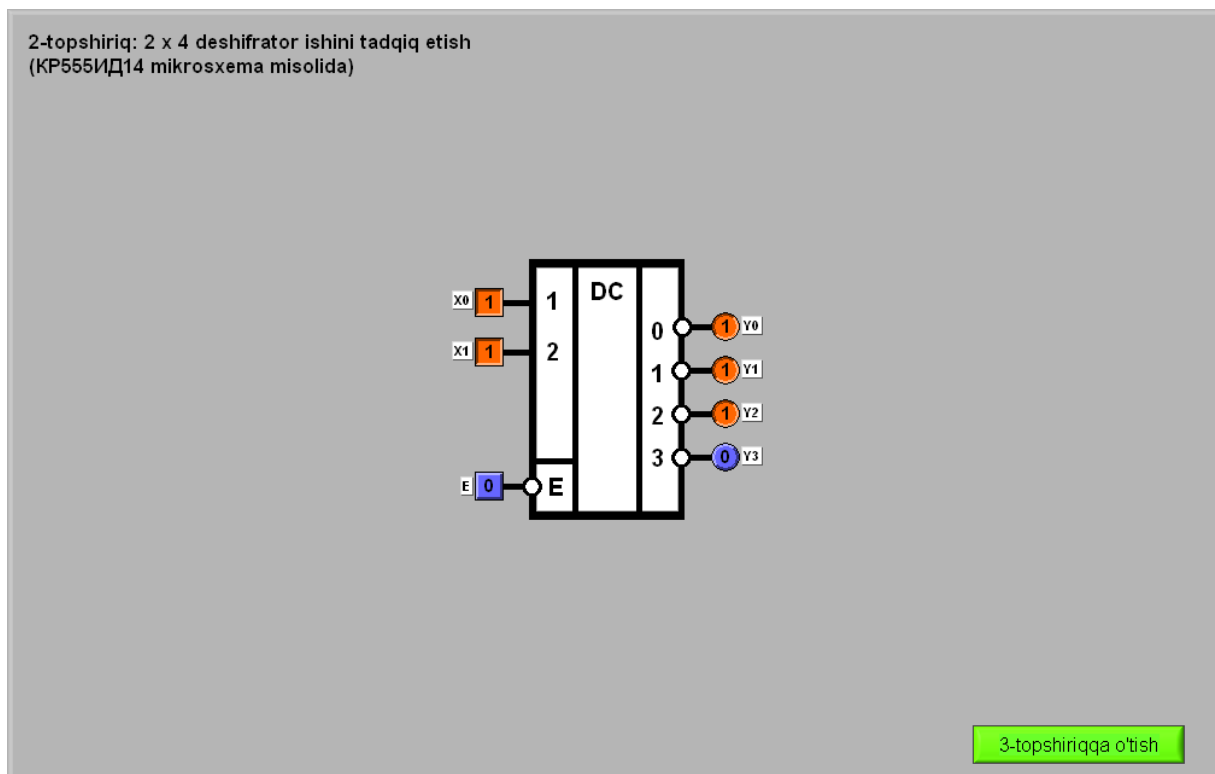 2-topshiriq: 2 x 4 deshifrator ishini tadqiq etish
(КР555ИД14 mikrosxema misolida)
X0 1 1 DC
X1 1 2
0 1 Y0
1 1 Y1
2 1 Y2
3 0 Y3
E 0 E
3-topshiriqqa o'tish